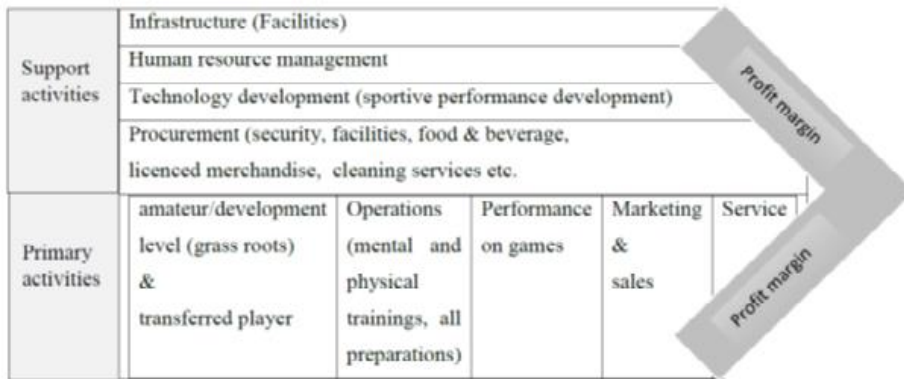 Infrastructure (Facilities)
Support
activities
Human resource management
Technology development (sportive performance development)
Procurement (security, facilities, food & beverage,
licenced merchandise, cleaning services etc.
Profit margin
Primary
activities
amateur/development
level (grass roots)
&
transferred player
Operations
(mental and
physical
trainings, all
preparations)
Performance
on games
Marketing
&
sales
Service
Profit margin